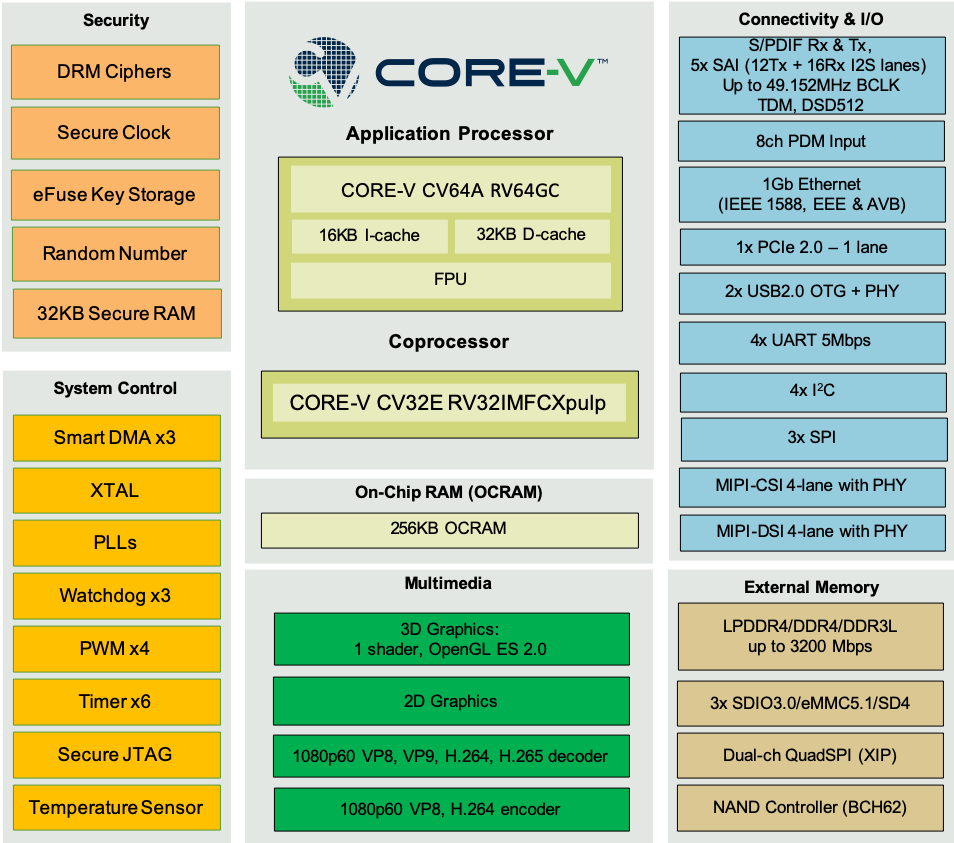 Security
DRM Ciphers
Secure Clock
eFuse Key Storage
Random Number
32KB Secure RAM
System Control
Smart DMA x3
XTAL
PLLs
Watchdog x3
PWM x4
Timer x6
Secure JTAG
Temperature Sensor
CV CORE-V™
Application Processor
CORE-V CV64A RV64GC
16KB I-cache
32KB D-cache
FPU
Coprocessor
CORE-V CV32E RV32IMFCXpulp
On-Chip RAM (OCRAM)
256KB OCRAM
Multimedia
3D Graphics:
1 shader, OpenGL ES 2.0
2D Graphics
1080p60 VP8, VP9, H.264, H.265 decoder
1080p60 VP8, H.264 encoder
Connectivity & I/O
S/PDIF Rx & Tx,
5x SAI (12Tx + 16Rx I2S lanes)
Up to 49.152MHz BCLK
TDM, DSD512
8ch PDM Input
1Gb Ethernet
(IEEE 1588, EEE & AVB)
1x PCIe 2.0 – 1 lane
2x USB2.0 OTG + PHY
4x UART 5Mbps
4x I²C
3x SPI
MIPI-CSI 4-lane with PHY
MIPI-DSI 4-lane with PHY
External Memory
LPDDR4/DDR4/DDR3L
up to 3200 Mbps
3x SDIO3.0/eMMC5.1/SD4
Dual-ch QuadSPI (XIP)
NAND Controller (BCH62)